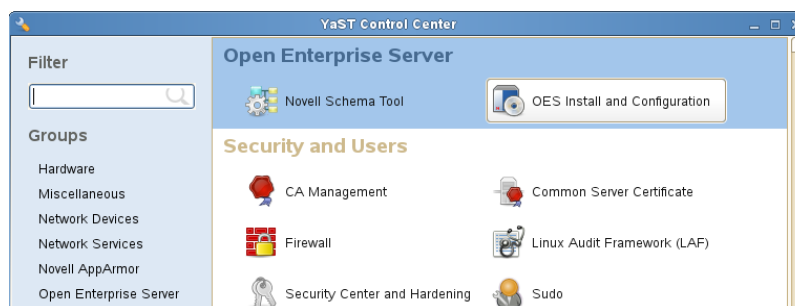 YaST Control Center
Filter
Groups
Hardware
Miscellaneous
Network Devices
Network Services
Novell AppArmor
Open Enterprise Server
Open Enterprise Server
Novell Schema Tool
OES Install and Configuration
Security and Users
CA Management
Common Server Certificate
Firewall
Linux Audit Framework (LAF)
Security Center and Hardening
Sudo